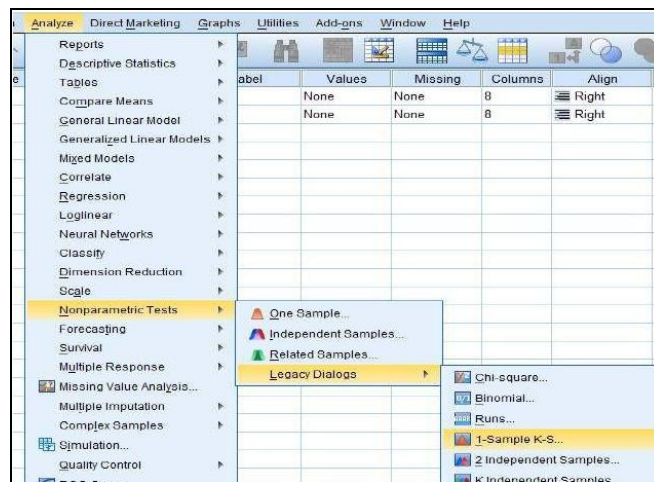 Analyze Direct Marketing Graphs Utilities Add-ons Window Help
Reports
Descriptive Statistics
Tables
Compare Means
General Linear Model
Generalized Linear Models
Mixed Models
Correlate
Regression
Loglinear
Neural Networks
Classify
Dimension Reduction
Scale
Nonparametric Tests
Forecasting
Survival
Multiple Response
Missing Value Analysis...
Multiple Imputation
Complex Samples
Simulation...
Quality Control
abel Values Missing Columns Align
None None 8 Right
None None 8 Right
One Sample...
Independent Samples...
Related Samples...
Legacy Dialogs
Chi-square...
Binomial...
Runs...
1-Sample K-S...
2 Independent Samples...
K Independent Samples